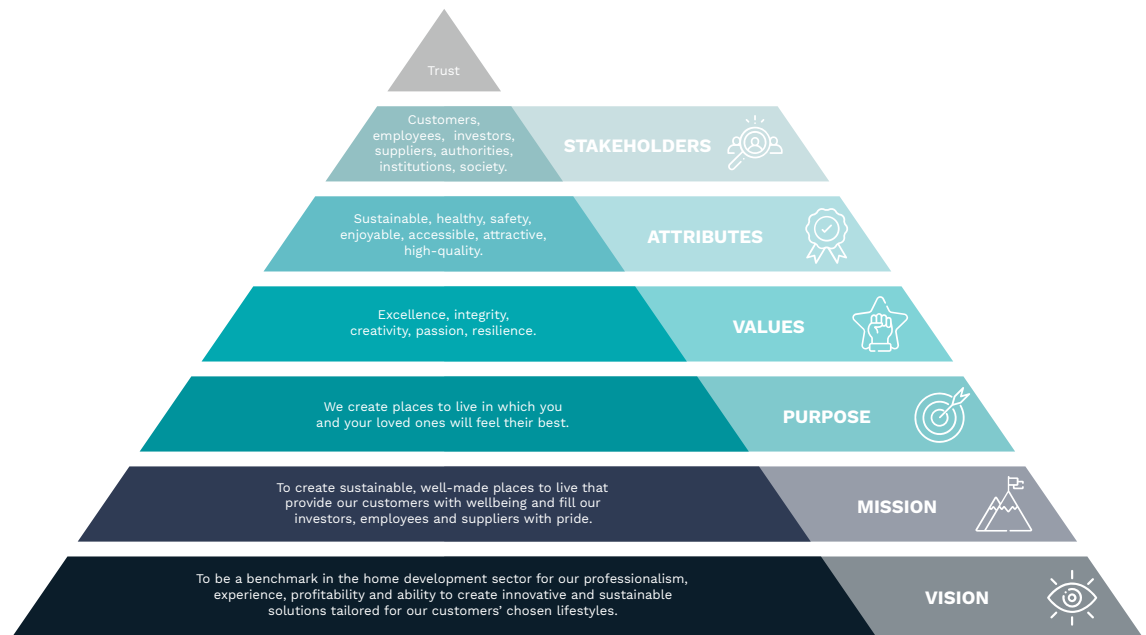 Trust
Customers,
employees, investors,
suppliers, authorities,
institutions, society.
STAKEHOLDERS
Sustainable, healthy, safety,
enjoyable, accessible, attractive,
high-quality.
ATTRIBUTES
Excellence, integrity,
creativity, passion, resilience.
VALUES
We create places to live in which you
and your loved ones will feel their best.
PURPOSE
To create sustainable, well-made places to live that
provide our customers with wellbeing and fill our
investors, employees and suppliers with pride.
MISSION
To be a benchmark in the home development sector for our professionalism,
experience, profitability and ability to create innovative and sustainable
solutions tailored for our customers’ chosen lifestyles.
VISION